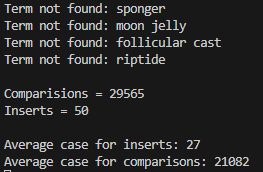 Term not found: sponger
Term not found: moon jelly
Term not found: follicular cast
Term not found: riptide
Comparisions = 29565
Inserts = 50
Average case for inserts: 27
Average case for comparisons: 21082